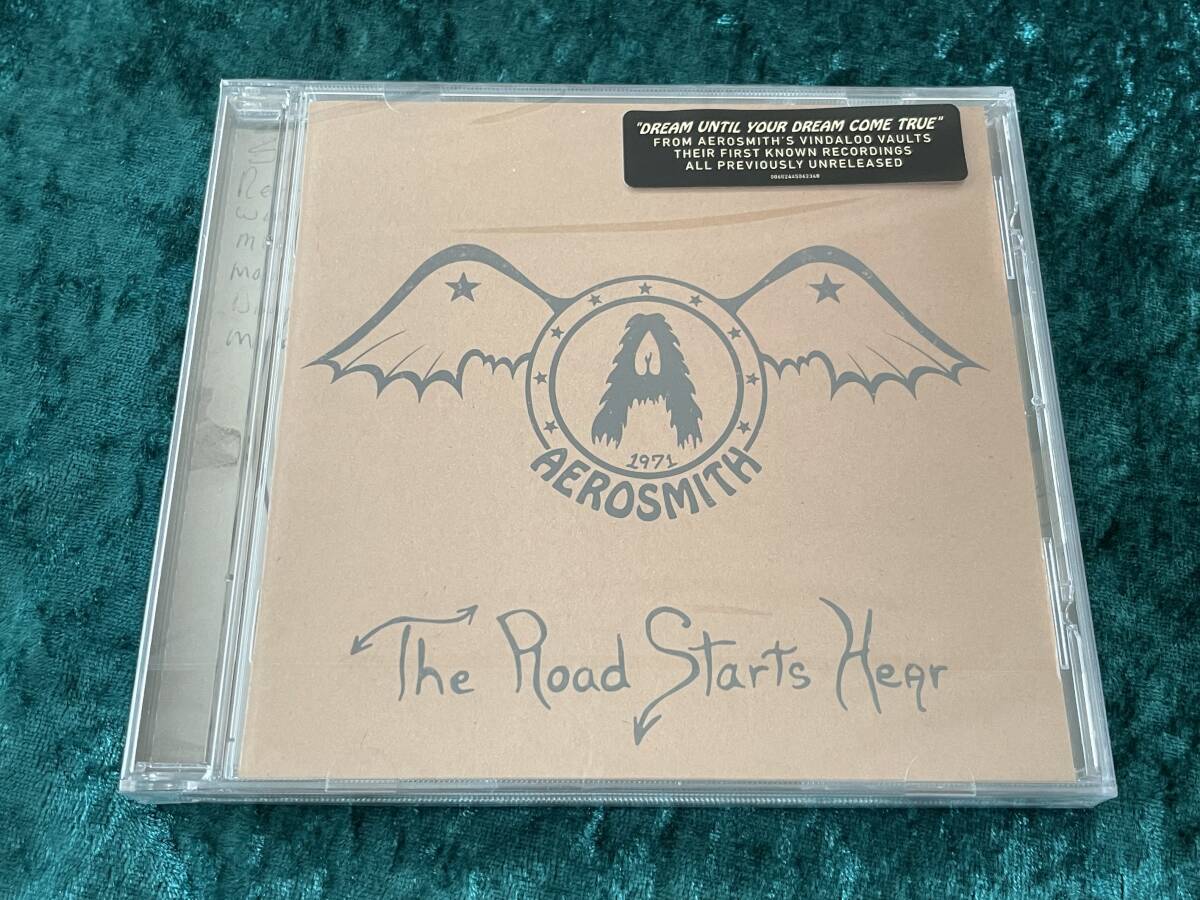 "DREAM UNTIL YOUR DREAM COME TRUE"
FROM AEROSMITH'S VINDALOO VAULTS
THEIR FIRST KNOWN RECORDINGS
ALL PREVIOUSLY UNRELEASED
A
1971
AEROSMITH
The Road Starts Hear